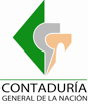 CONTADURÍA
GENERAL DE LA NACIÓN